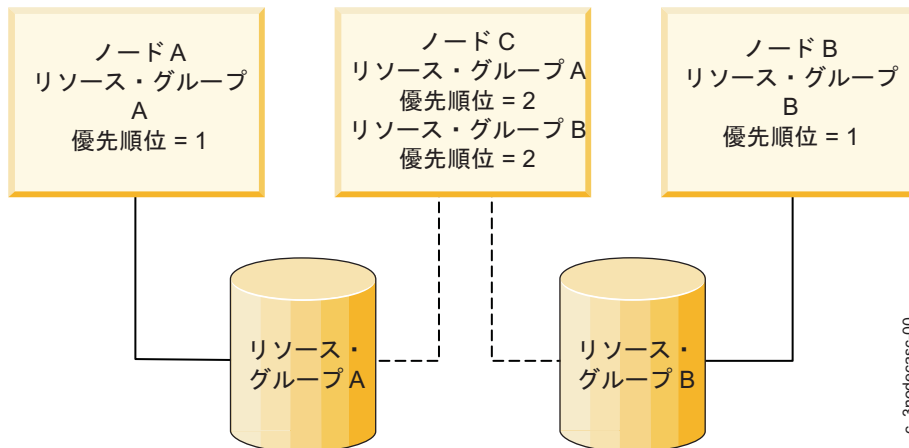 ノード A
リソース・グループ
A
優先順位 = 1
ノード C
リソース・グループ A
優先順位 = 2
リソース・グループ B
優先順位 = 2
ノード B
リソース・グループ
B
優先順位 = 1
リソース・
グループ A
リソース・
グループ B